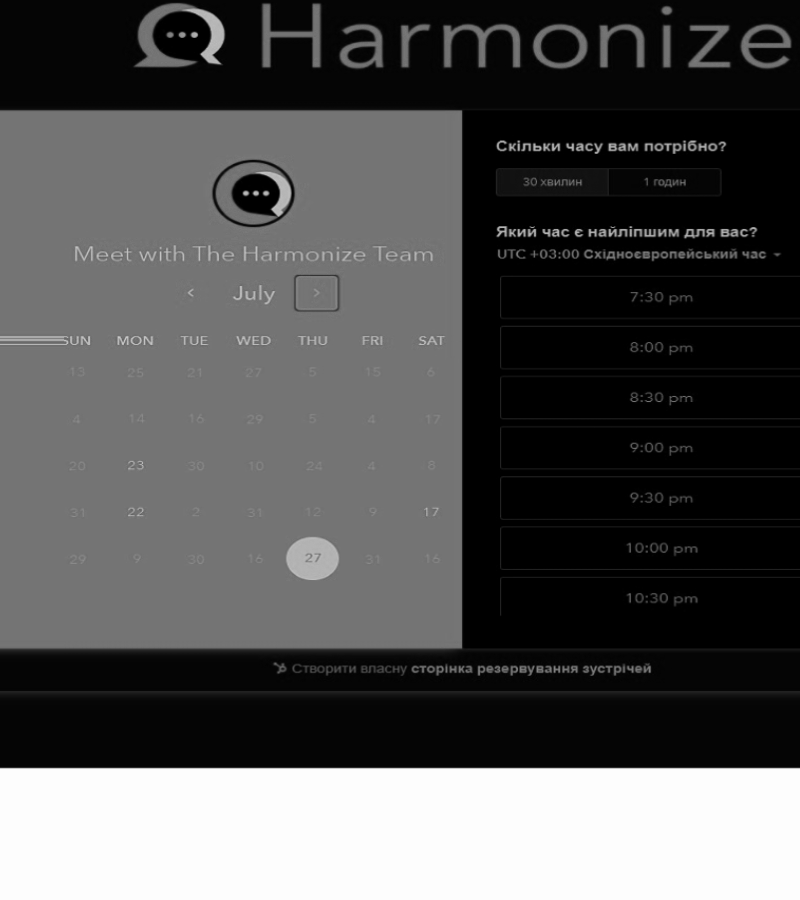 Harmonize
Meet with The Harmonize Team
July
SUN MON TUE WED THU FRI SAT
13 25 21 27 5 15 6
4 14 16 29 5 4 17
20 23 30 10 24 4 8
31 22 2 31 12 9 17
29 9 30 16 27 31 16
Скільки часу вам потрібно?
30 хвилин 1 годин
Який час є найліпшим для вас?
UTC +03:00 Східноєвропейський час
7:30 pm
8:00 pm
8:30 pm
9:00 pm
9:30 pm
10:00 pm
10:30 pm
Створити власну сторінка резервування зустрічей